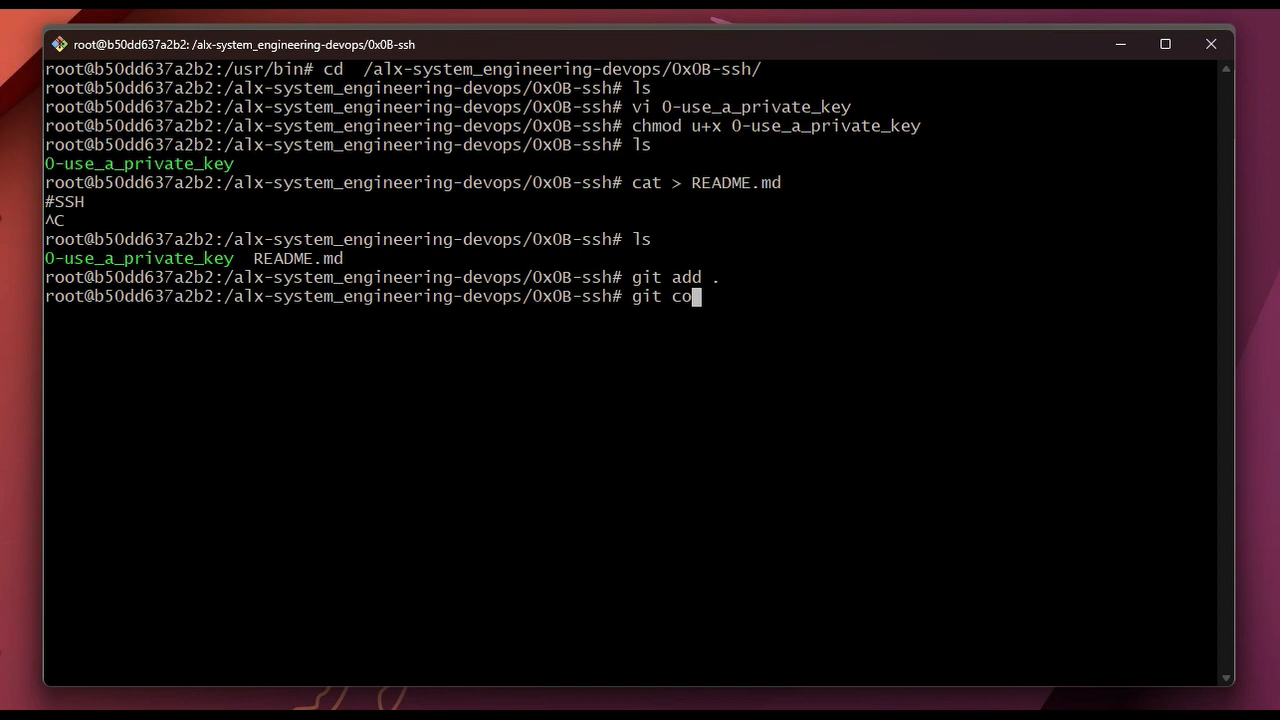 root@b50dd637a2b2: /alx-system_engineering-devops/0x0B-ssh
root@b50dd637a2b2:/usr/bin# cd  /alx-system_engineering-devops/0x0B-ssh/
root@b50dd637a2b2:/alx-system_engineering-devops/0x0B-ssh# ls
root@b50dd637a2b2:/alx-system_engineering-devops/0x0B-ssh# vi 0-use_a_private_key
root@b50dd637a2b2:/alx-system_engineering-devops/0x0B-ssh# chmod u+x 0-use_a_private_key
root@b50dd637a2b2:/alx-system_engineering-devops/0x0B-ssh# ls
0-use_a_private_key
root@b50dd637a2b2:/alx-system_engineering-devops/0x0B-ssh# cat > README.md
#SSH
^C
root@b50dd637a2b2:/alx-system_engineering-devops/0x0B-ssh# ls
0-use_a_private_key  README.md
root@b50dd637a2b2:/alx-system_engineering-devops/0x0B-ssh# git add .
root@b50dd637a2b2:/alx-system_engineering-devops/0x0B-ssh# git co